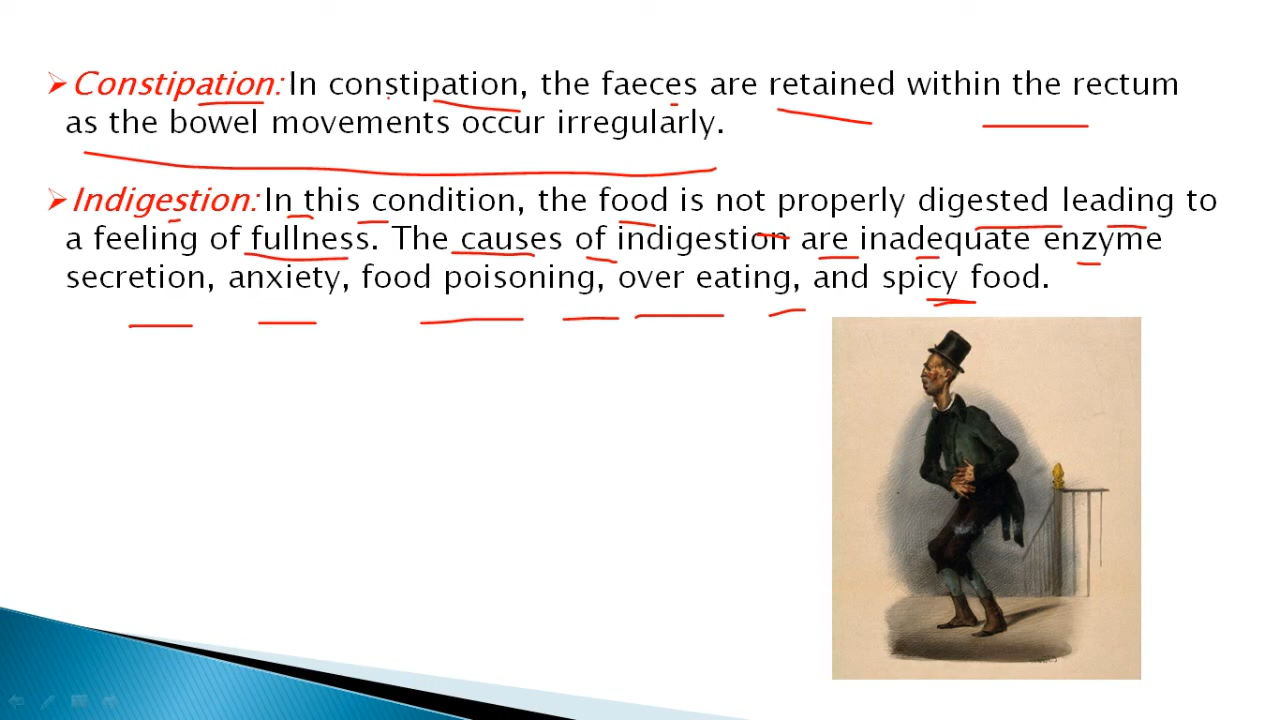 ➢Constipation: In constipation, the faeces are retained within the rectum
as the bowel movements occur irregularly.
➢Indigestion: In this condition, the food is not properly digested leading to
a feeling of fullness. The causes of indigestion are inadequate enzyme
secretion, anxiety, food poisoning, over eating, and spicy food.